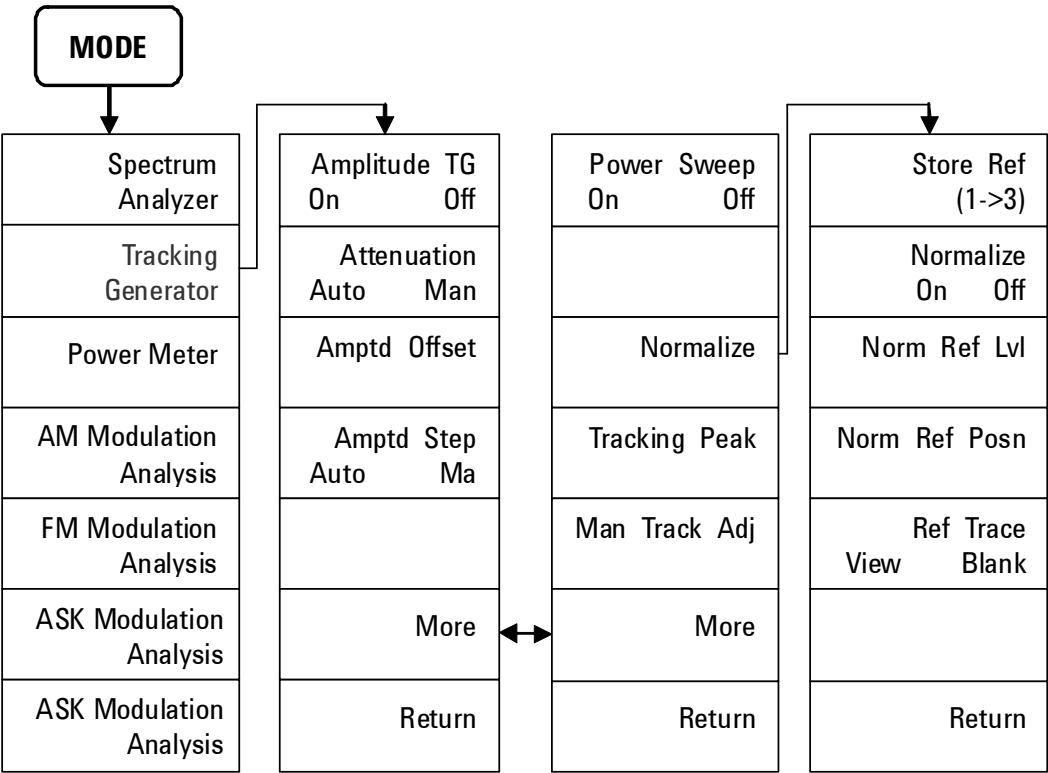 MODE
Spectrum
Analyzer
Tracking
Generator
Power Meter
AM Modulation
Analysis
FM Modulation
Analysis
ASK Modulation
Analysis
ASK Modulation
Analysis
Amplitude TG
On Off
Attenuation
Auto Man
Amptd Offset
Amptd Step
Auto Ma
More
Return
Power Sweep
On Off
Normalize
Tracking Peak
Man Track Adj
More
Return
Store Ref
(1->3)
Normalize
On Off
Norm Ref Lvl
Norm Ref Posn
Ref Trace
View Blank
Return